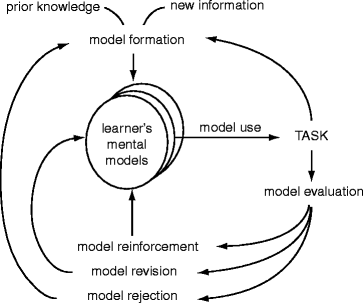 prior knowledge
new information
model formation
learner's
mental
models
model use
TASK
model evaluation
model reinforcement
model revision
model rejection